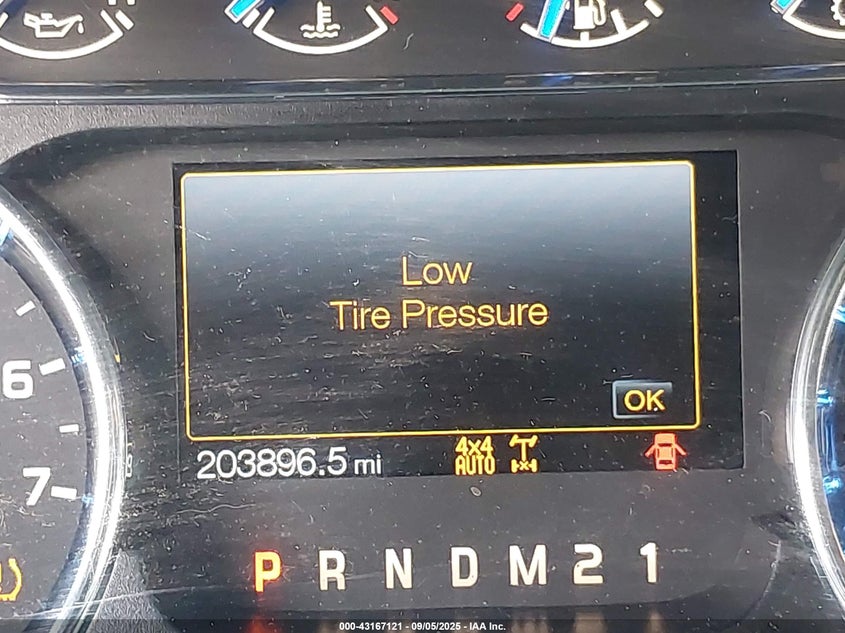 Low
Tire Pressure
OK
6
203896.5 mi
4x4
AUTO
7
P R N D M 2 1
000-43167121 - 09/05/2025 - IAA Inc.